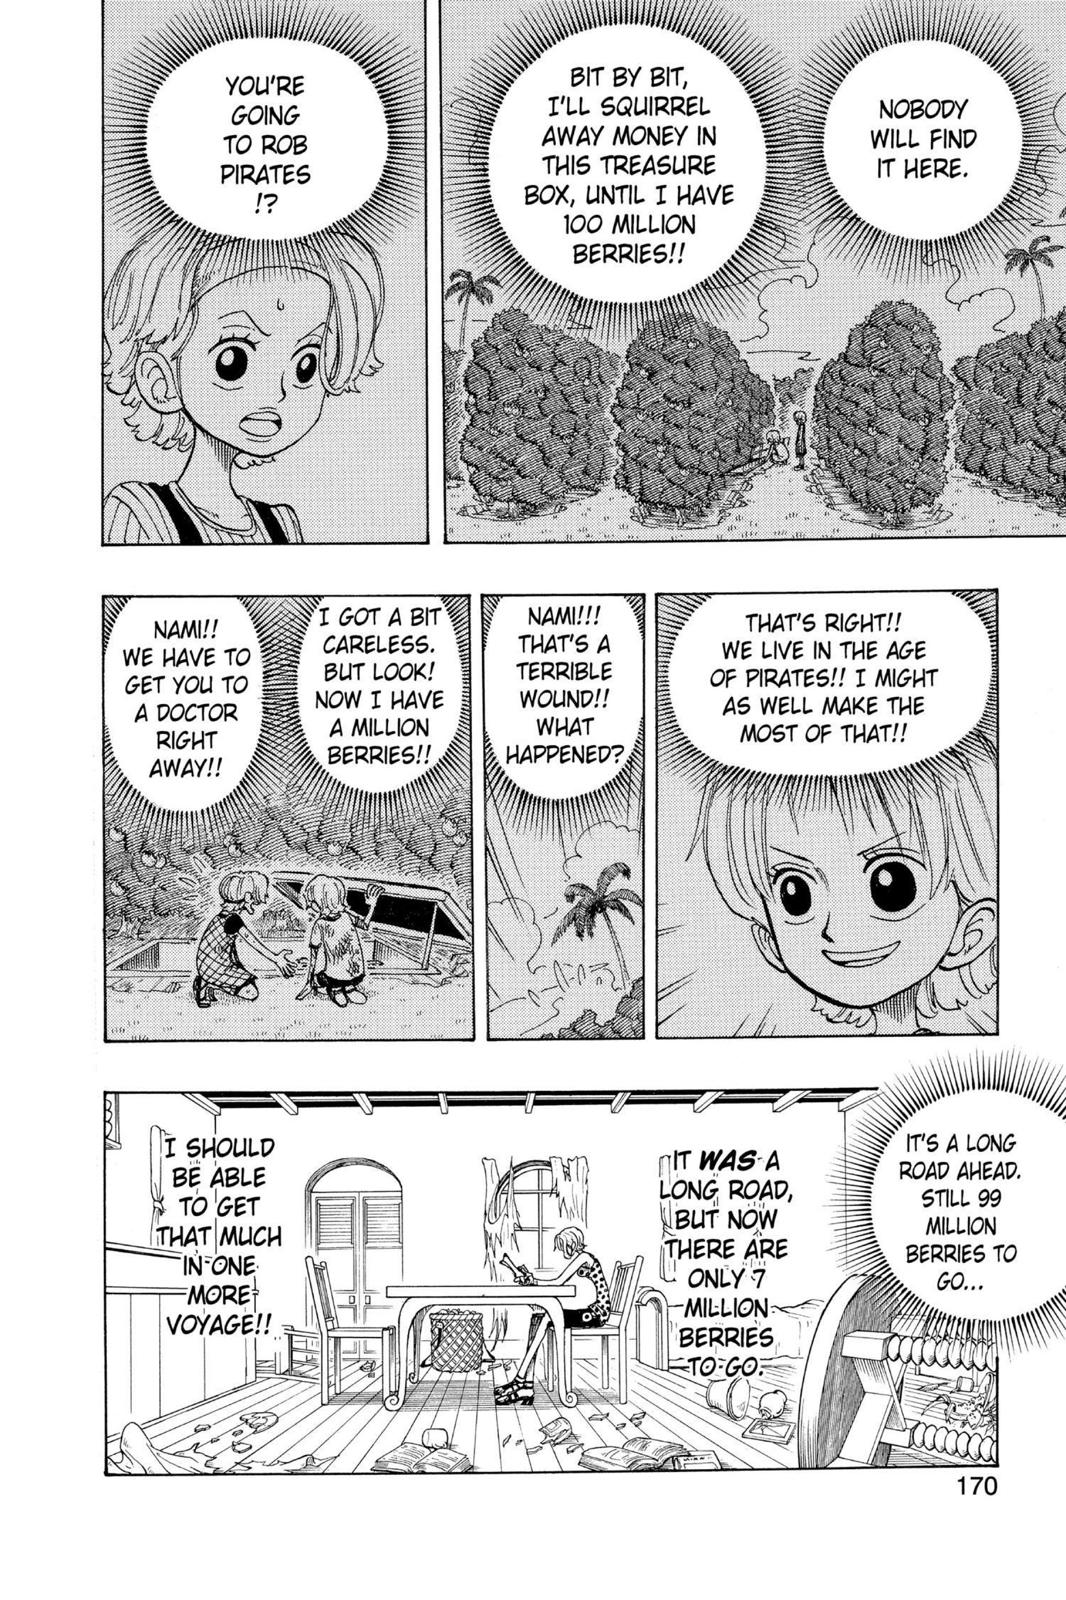 NOBODY
WILL FIND
IT HERE.
BIT BY BIT,
I'LL SQUIRREL
AWAY MONEY IN
THIS TREASURE
BOX, UNTIL I HAVE
100 MILLION
BERRIES!!
YOU'RE
GOING
TO ROB
PIRATES
!?
THAT'S RIGHT!!
WE LIVE IN THE AGE
OF PIRATES!! I MIGHT
AS WELL MAKE THE
MOST OF THAT!!
NAMI!!!
THAT'S A
TERRIBLE
WOUND!!
WHAT
HAPPENED?
I GOT A BIT
CARELESS.
BUT LOOK!
NOW I HAVE
A MILLION
BERRIES!!
NAMI!!
WE HAVE TO
GET YOU TO
A DOCTOR
RIGHT
AWAY!!
IT'S A LONG
ROAD AHEAD.
STILL 99
MILLION
BERRIES TO
GO...
IT WAS A
LONG ROAD,
BUT NOW
THERE ARE
ONLY 7
MILLION
BERRIES
TO GO.
I SHOULD
BE ABLE
TO GET
THAT MUCH
IN ONE
MORE
VOYAGE!!
170